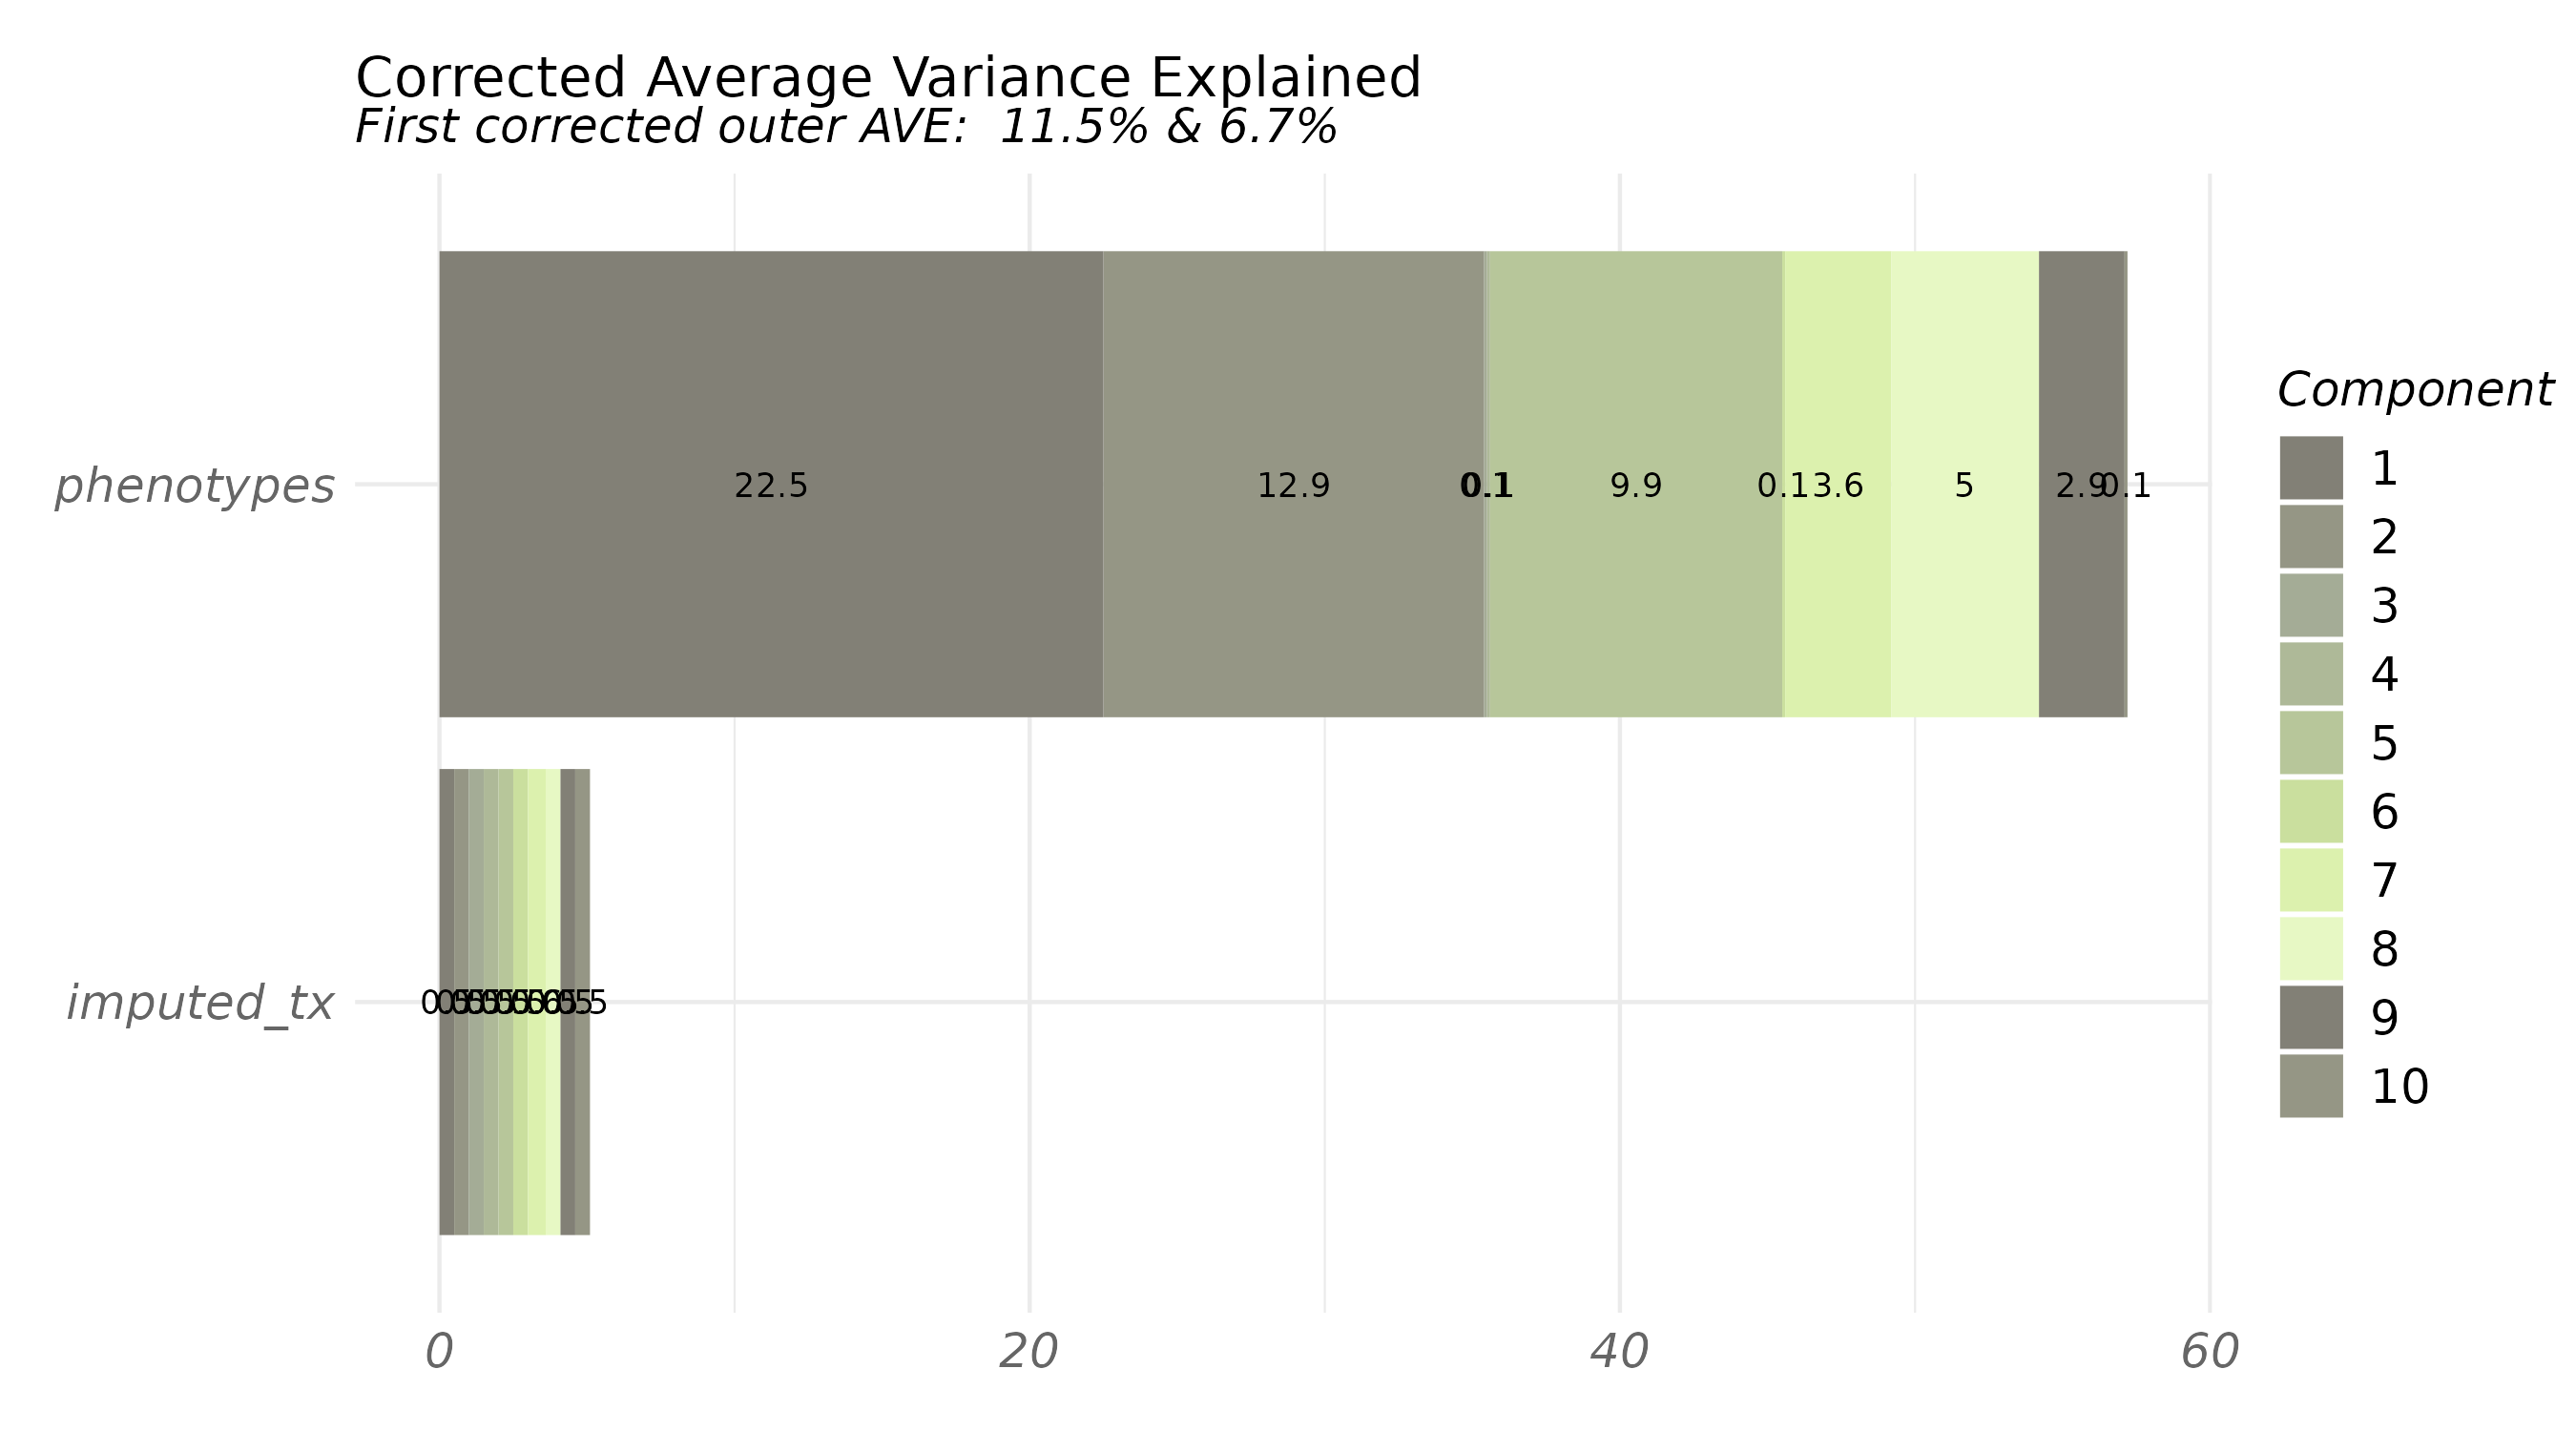 Corrected Average Variance Explained
First corrected outer AVE: 11.5% & 6.7%
phenotypes
22.5 12.9 0.1 9.9 0.1 3.6 5 2.9 0.1
imputed_tx
0 20 40 60
Component
1
2
3
4
5
6
7
8
9
10